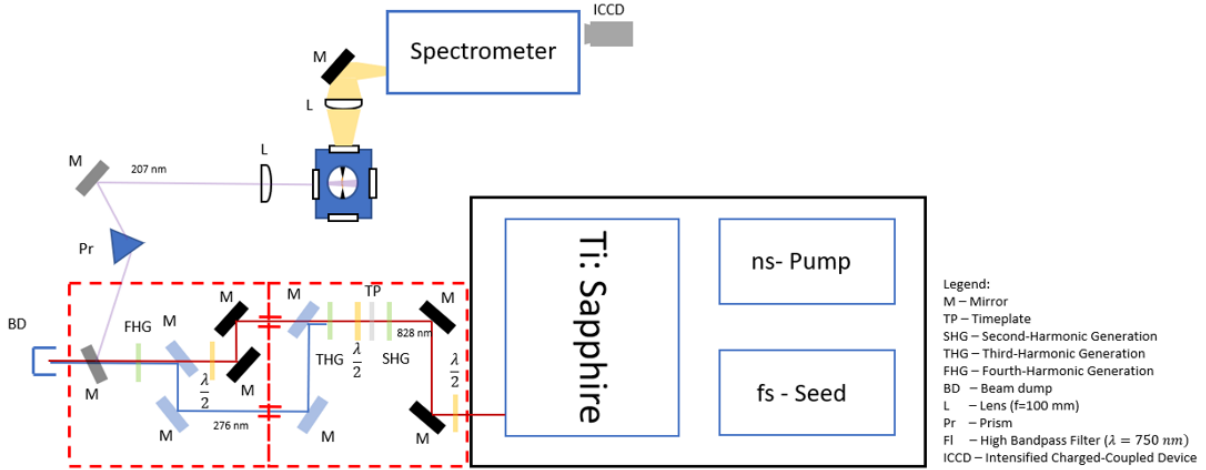 ICCD
M
Spectrometer
L
L
M
207 nm
Pr
Ti: Sapphire
ns- Pump
fs - Seed
M
M
TP
M
BD
FHG
M
828 nm
THG
λ/2
SHG
λ/2
λ/2
M
M
M
276 nm
M
M
Legend:
M – Mirror
TP – Timeplate
SHG – Second-Harmonic Generation
THG – Third-Harmonic Generation
FHG – Fourth-Harmonic Generation
BD – Beam dump
L – Lens (f=100 mm)
Pr – Prism
Fl – High Bandpass Filter (λ = 750 nm)
ICCD – Intensified Charged-Coupled Device